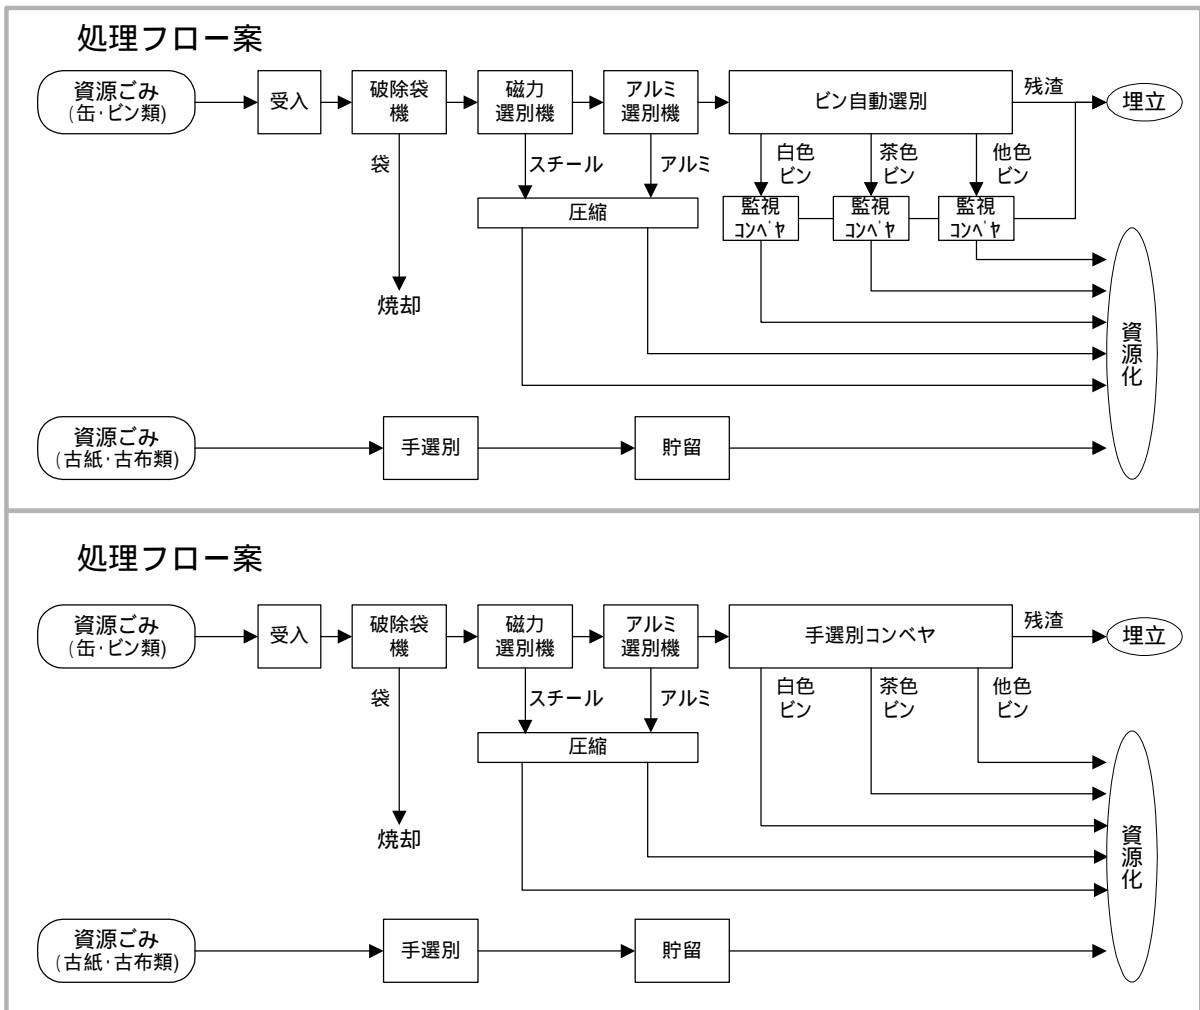 処理フロー案
資源ごみ
(缶・ビン類)
受入
破除袋
機
磁力
選別機
アルミ
選別機
ビン自動選別
残渣
埋立
袋
スチール
アルミ
白色
ビン
茶色
ビン
他色
ビン
圧縮
監視
コンベヤ
監視
コンベヤ
監視
コンベヤ
焼却
資源化
資源ごみ
(古紙・古布類)
手選別
貯留
処理フロー案
資源ごみ
(缶・ビン類)
受入
破除袋
機
磁力
選別機
アルミ
選別機
手選別コンベヤ
残渣
埋立
袋
スチール
アルミ
白色
ビン
茶色
ビン
他色
ビン
圧縮
焼却
資源化
資源ごみ
(古紙・古布類)
手選別
貯留